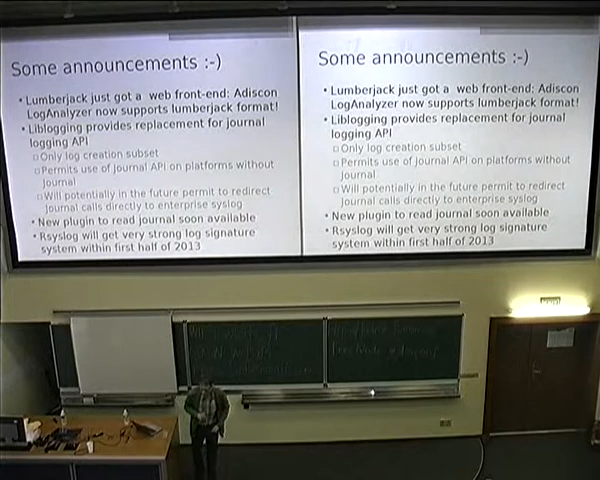 Some announcements :-)
• Lumberjack just got a web front-end: Adiscon
LogAnalyzer now supports lumberjack format!
• Liblogging provides replacement for journal
logging API
▫ Only log creation subset
▫ Permits use of journal API on platforms without
Journal
▫ Will potentially in the future permit to redirect
Journal calls directly to enterprise syslog
• New plugin to read journal soon available
• Rsyslog will get very strong log signature
system within first half of 2013
Some announcements :-)
• Lumberjack just got a web front-end: Adiscon
LogAnalyzer now supports lumberjack format!
• Liblogging provides replacement for journal
logging API
▫ Only log creation subset
▫ Permits use of journal API on platforms without
Journal
▫ Will potentially in the future permit to redirect
Journal calls directly to enterprise syslog
• New plugin to read journal soon available
• Rsyslog will get very strong log signature
system within first half of 2013